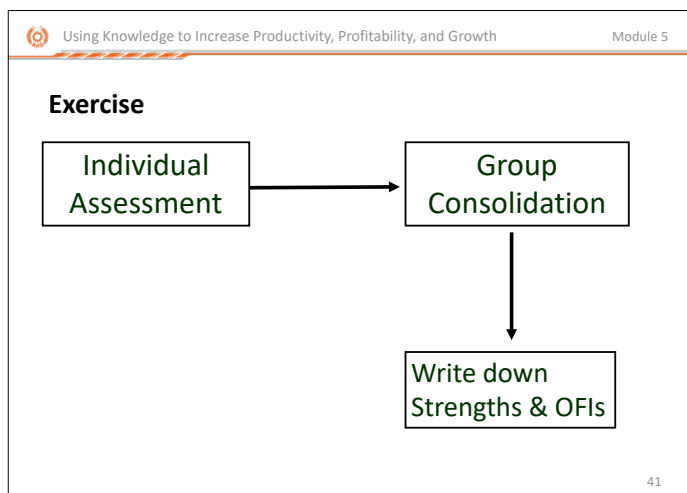 Using Knowledge to Increase Productivity, Profitability, and Growth
Module 5
Exercise
Individual
Assessment
Group
Consolidation
Write down
Strengths & OFIs
41